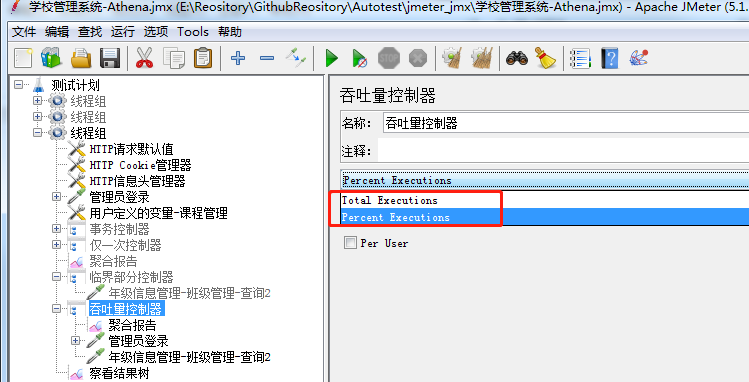 学校管理系统-Athena.jmx (E:\Reository\GithubReository\Autotest\jmeter_jmx\学校管理系统-Athena.jmx) - Apache JMeter (5.1.
文件 编辑 查找 运行 选项 Tools 帮助
测试计划
线程组
线程组
线程组
HTTP请求默认值
HTTP Cookie管理器
HTTP信息头管理器
管理员登录
用户定义的变量-课程管理
事务控制器
仅一次控制器
聚合报告
临界部分控制器
年级信息管理-班级管理-查询2
吞吐量控制器
聚合报告
管理员登录
年级信息管理-班级管理-查询2
察看结果树
吞吐量控制器
名称: 吞吐量控制器
注释:
Percent Executions
Total Executions
Percent Executions
Per User